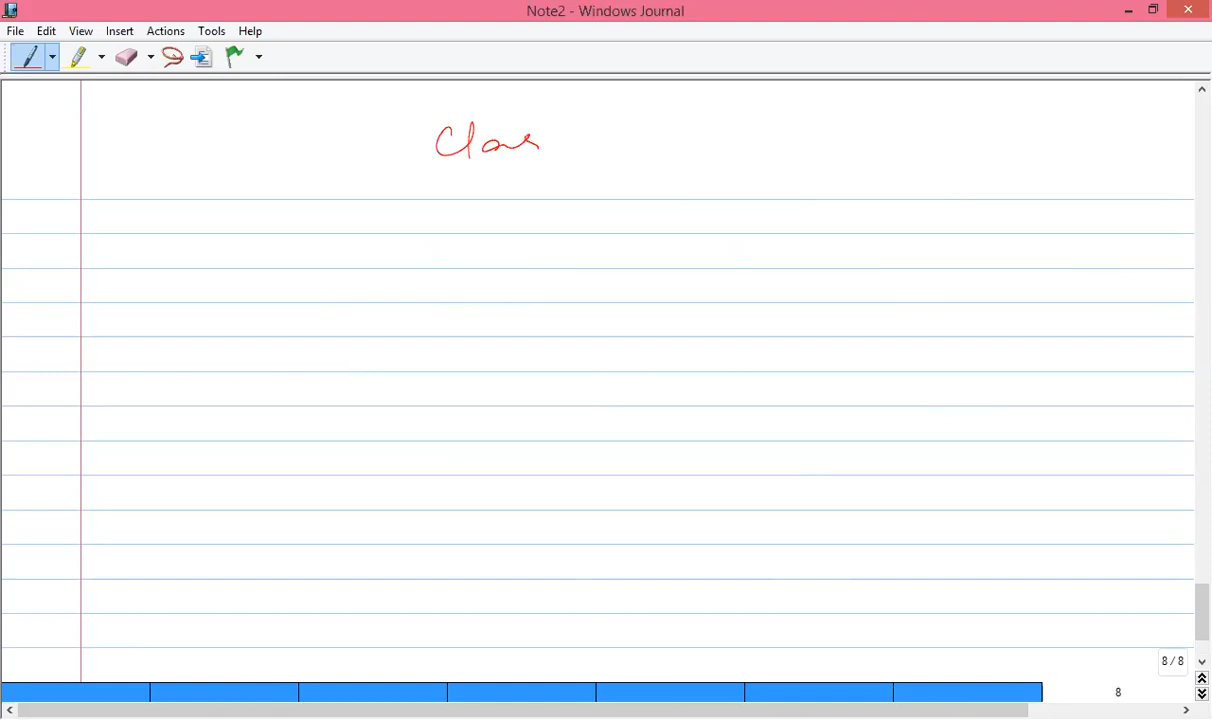 Note2 - Windows Journal
File Edit View Insert Actions Tools Help
8 / 8
8